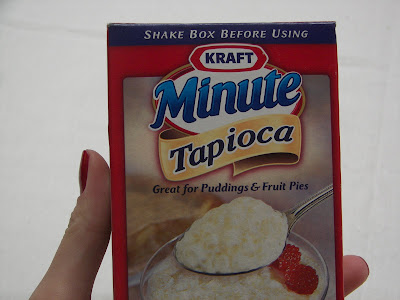 Shake Box Before Using
KRAFT
Minute
Tapioca
Great for Puddings & Fruit Pies